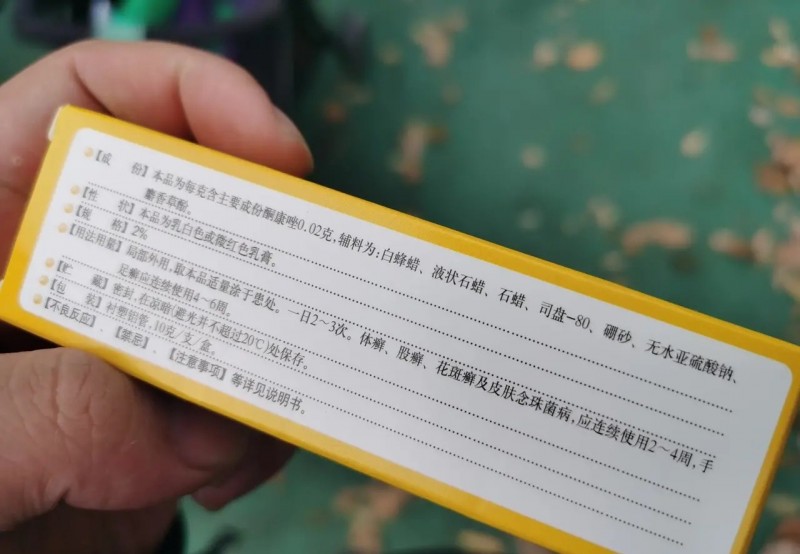 【成 份】本品为每克含主要成份酮康唑0.02克，辅料为：白蜂蜡、液状石蜡、石蜡、司盘-80、硼砂、无水亚硫酸钠、
麝香草酚。
【性 状】本品为乳白色或微红色乳膏。
【规 格】2%
【用法用量】局部外用，取本品适量涂于患处。一日2~3次。体癣、股癣、花斑癣及皮肤念珠菌病，应连续使用2~4周，手
足癣应连续使用4~6周。
【贮 藏】密封，在凉暗(避光并不超过20℃)处保存。
【包 装】衬塑铝管，10克/支/盒。
【不良反应】、【禁忌】、【注意事项】等详见说明书。